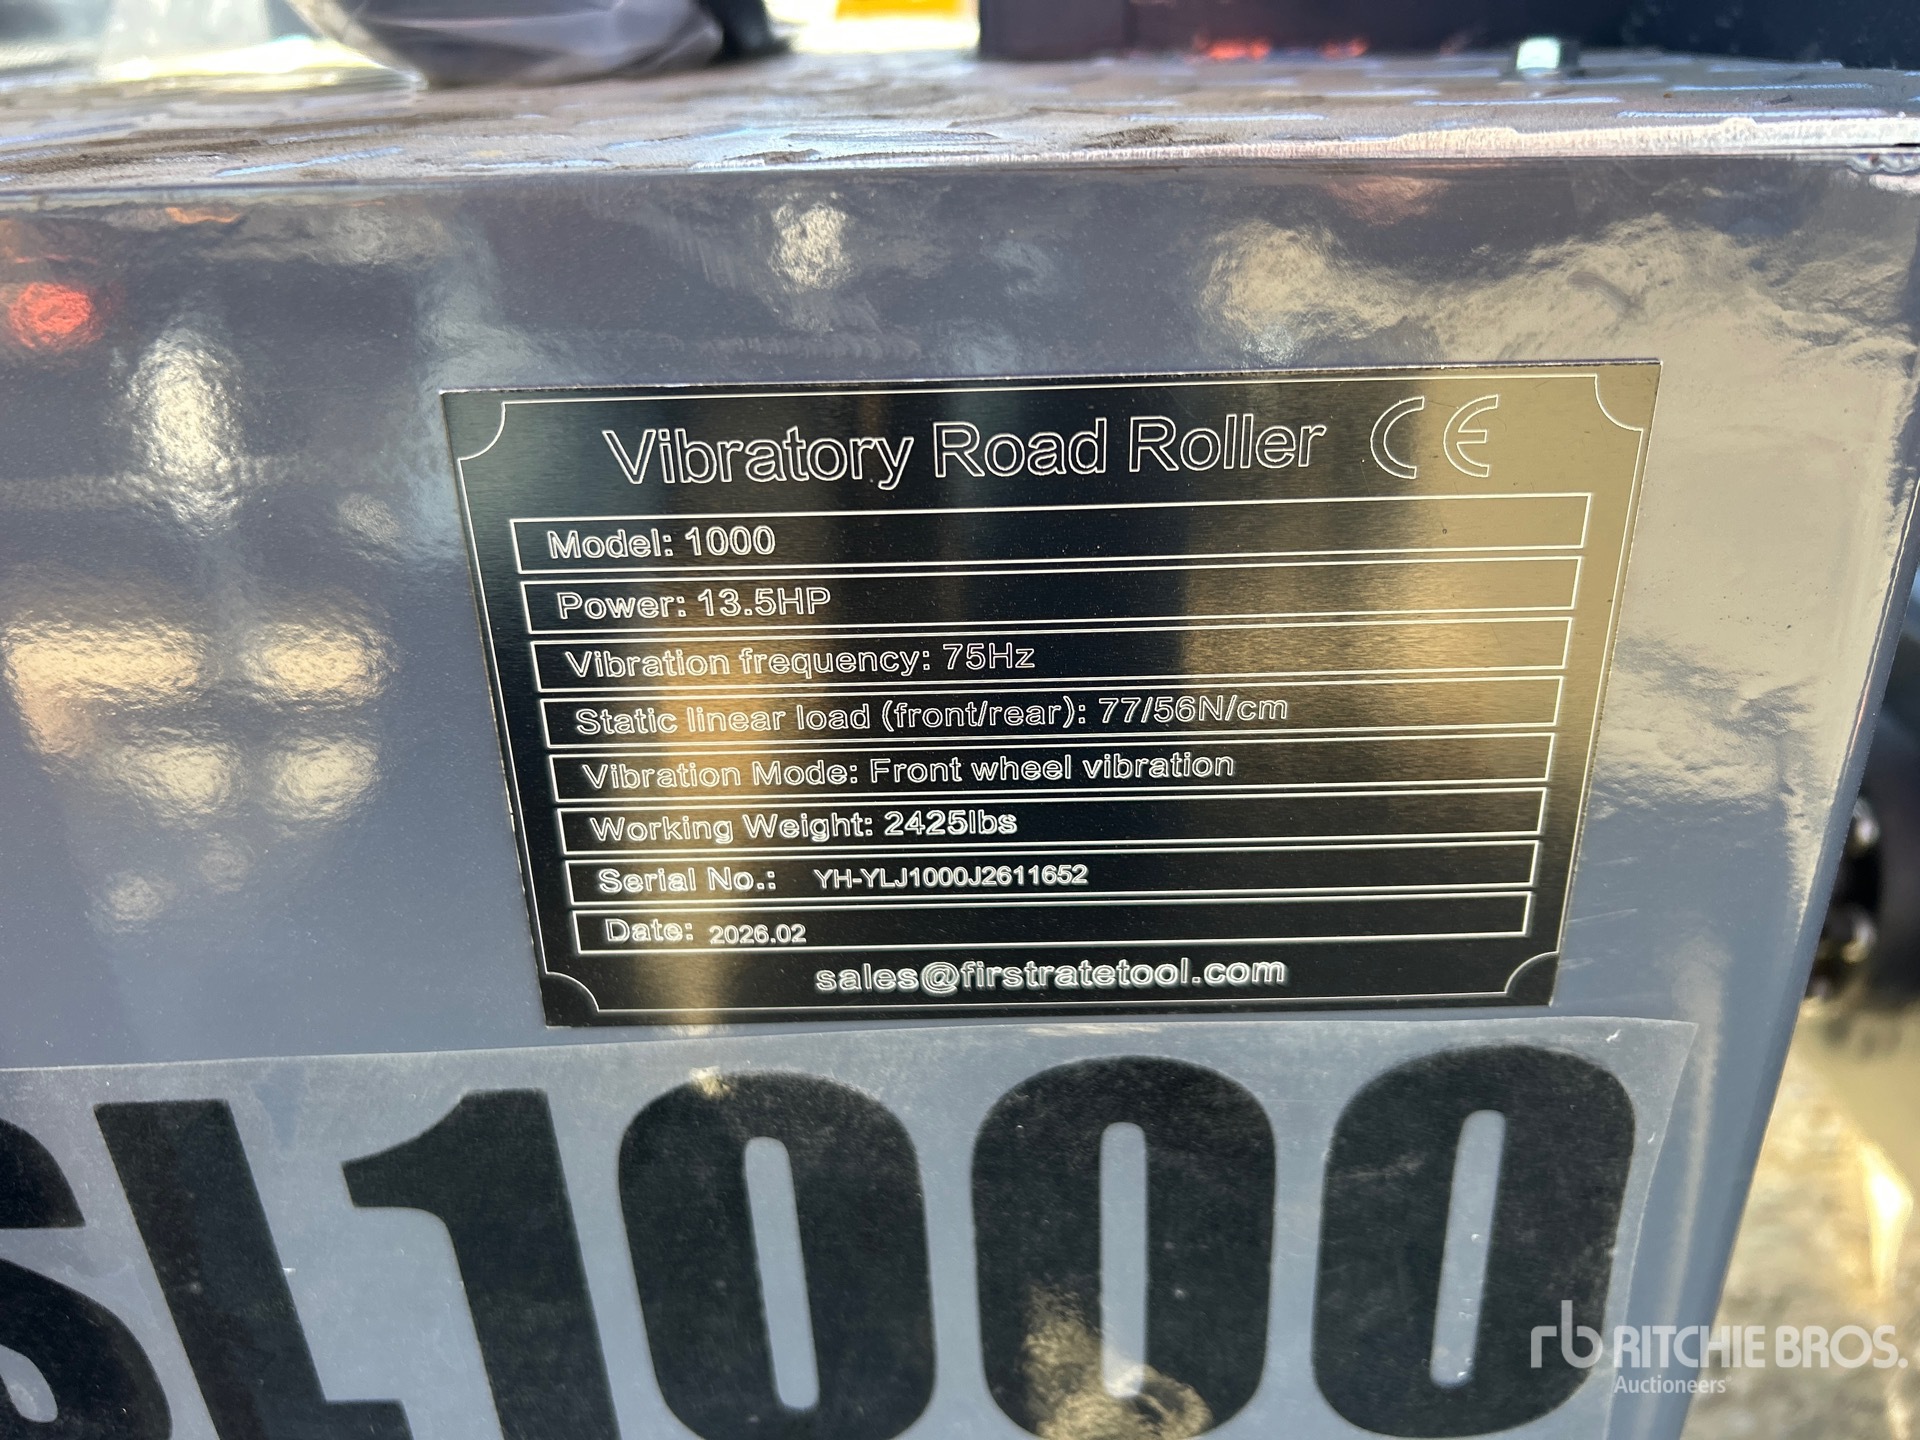 Vibratory Road Roller CE
Model: 1000
Power: 13.5HP
Vibration frequency: 75Hz
Static linear load (front/rear): 77/56N/cm
Vibration Mode: Front wheel vibration
Working Weight: 2425lbs
Serial No.: YH-YLJ1000J2611652
Date: 2026.02
sales@firstratetool.com
SL1000
rb RITCHIE BROS.
Auctioneers